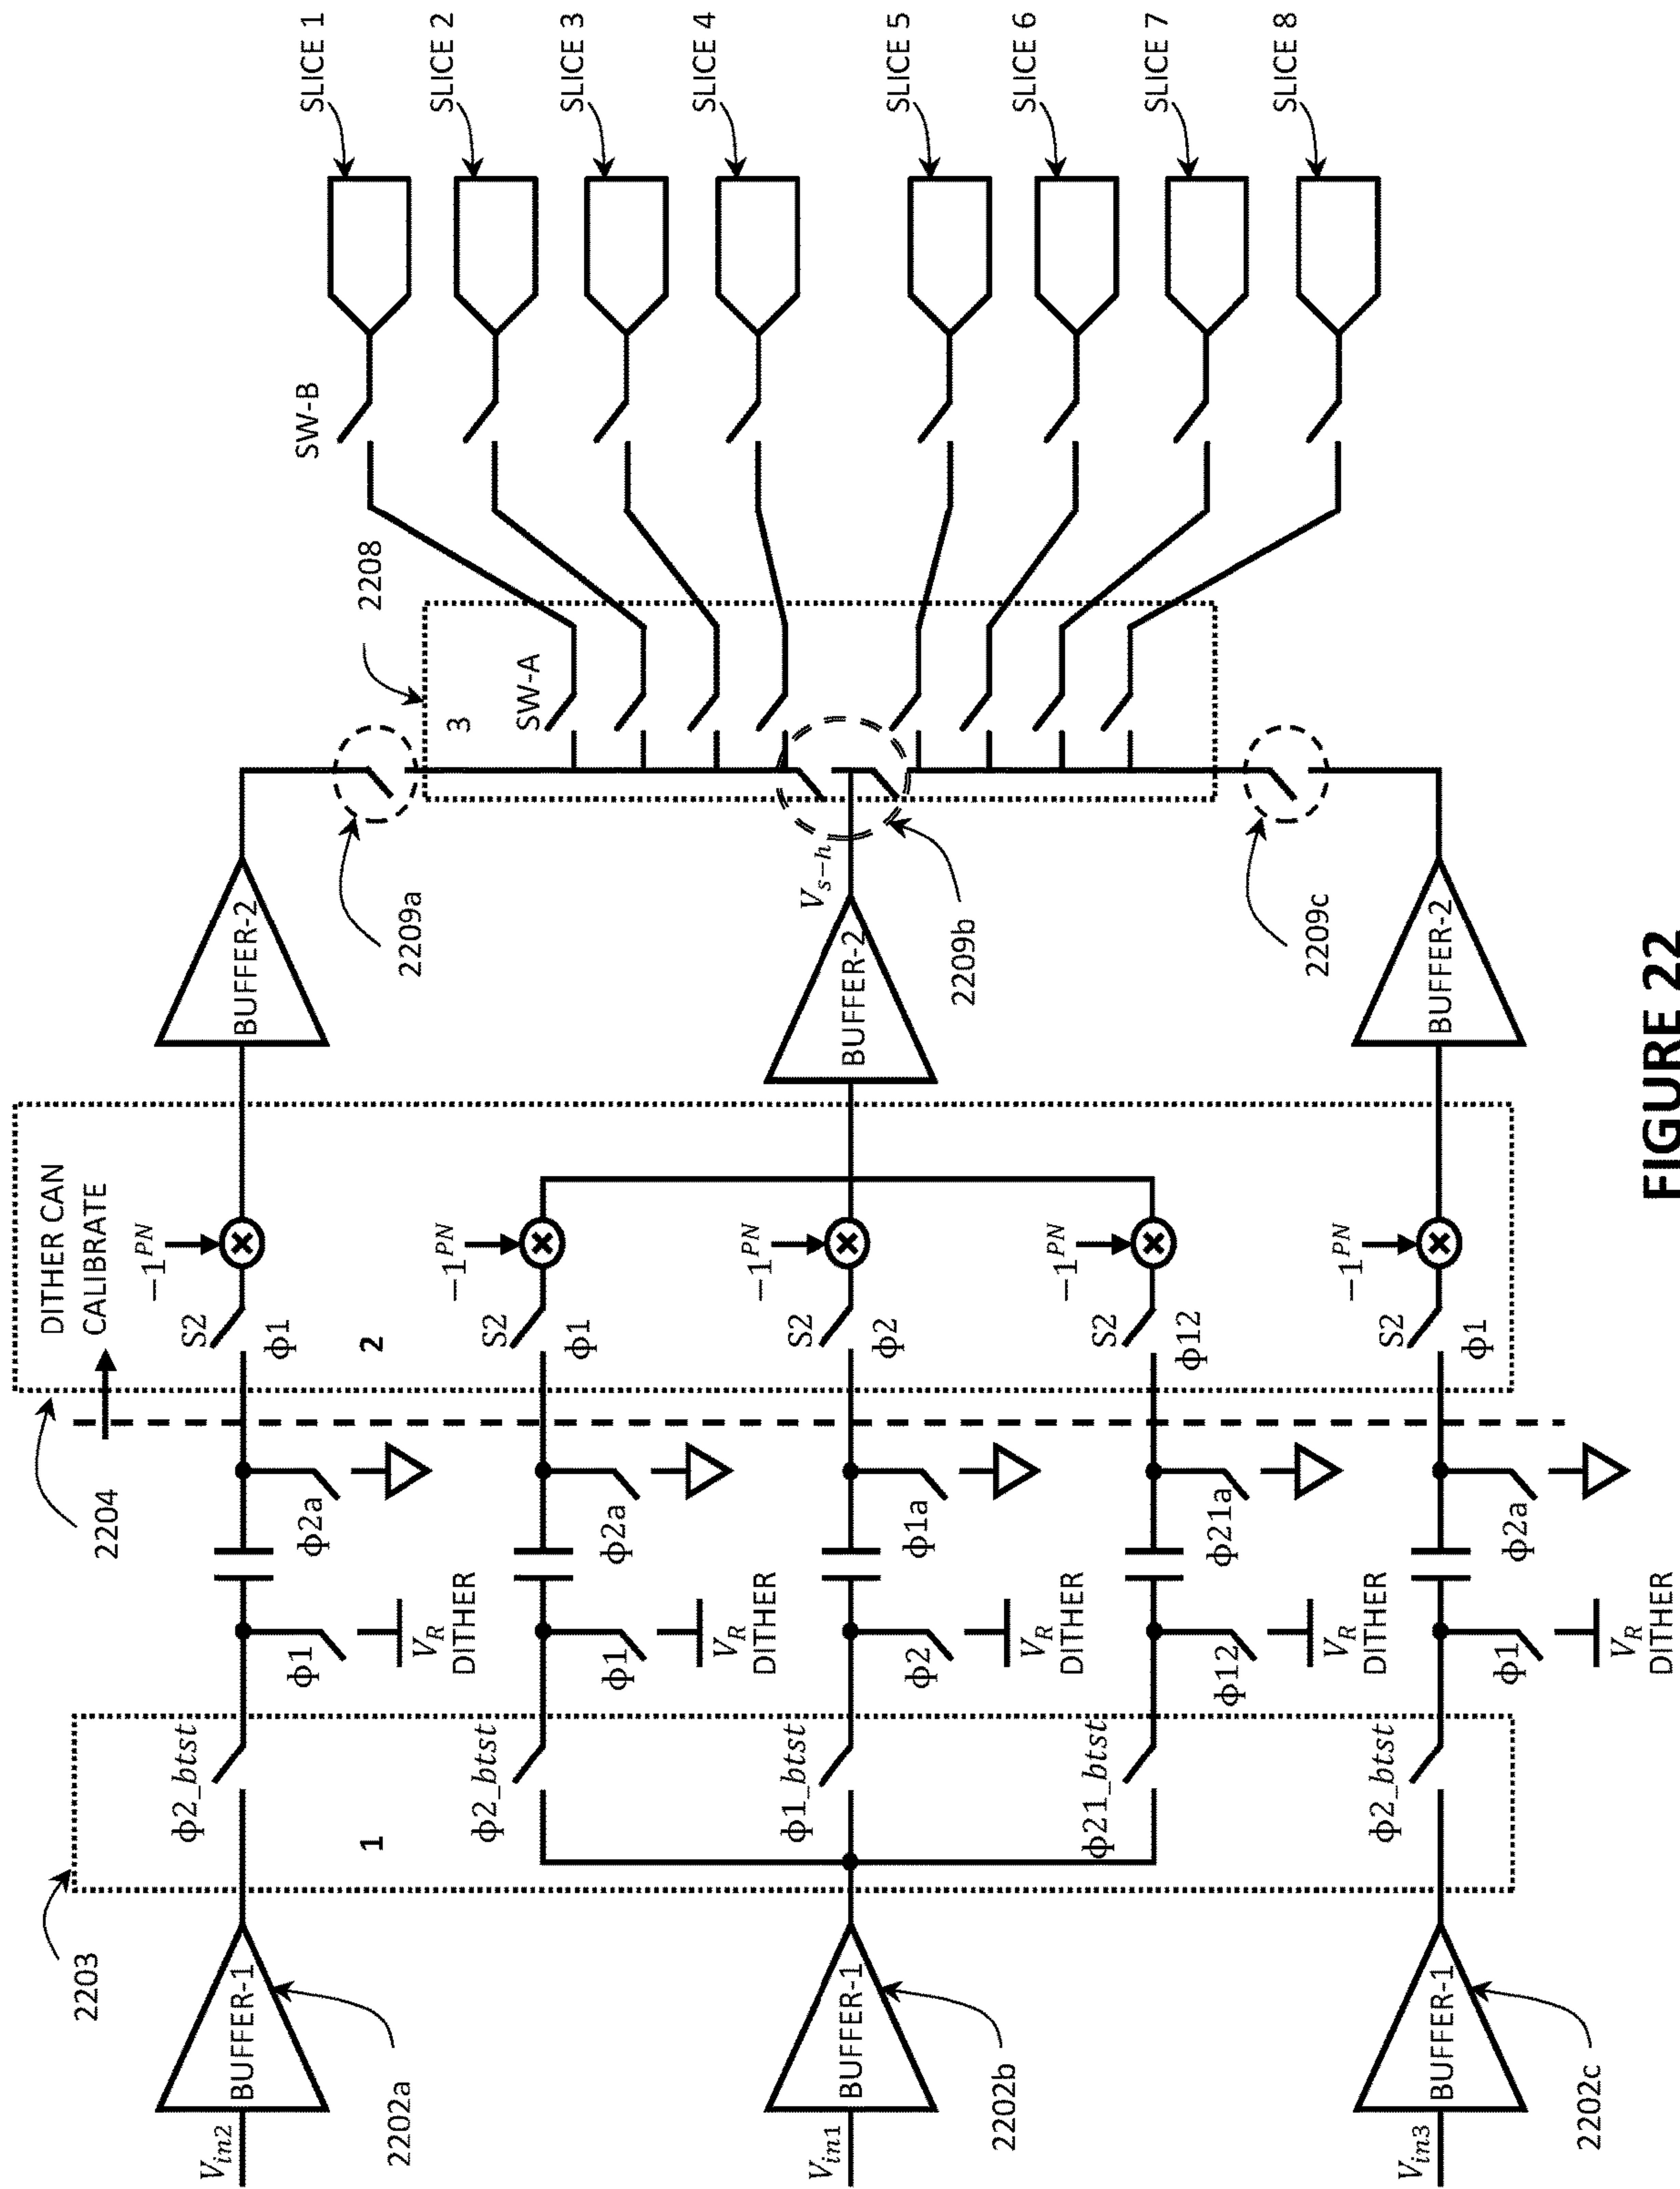 SLICE 1
SLICE 2
SLICE 3
SLICE 4
SLICE 5
SLICE 6
SLICE 7
SLICE 8
SW-B
2208
3
SW-A
2209a
V_{s-h}
2209b
2209c
BUFFER-2
BUFFER-2
BUFFER-2
DITHER CAN
CALIBRATE
2204
2
-1^{PN}
S2
ϕ1
-1^{PN}
S2
ϕ1
-1^{PN}
S2
ϕ2
-1^{PN}
S2
ϕ12
-1^{PN}
S2
ϕ1
ϕ2a
ϕ2a
ϕ1a
ϕ21a
ϕ2a
ϕ1
V_R
DITHER
ϕ1
V_R
DITHER
ϕ2
V_R
DITHER
ϕ12
V_R
DITHER
ϕ1
V_R
DITHER
2203
1
ϕ2_btst
ϕ2_btst
ϕ1_btst
ϕ21_btst
ϕ2_btst
BUFFER-1
2202a
BUFFER-1
2202b
BUFFER-1
2202c
V_{in2}
V_{in1}
V_{in3}
FIGURE 22